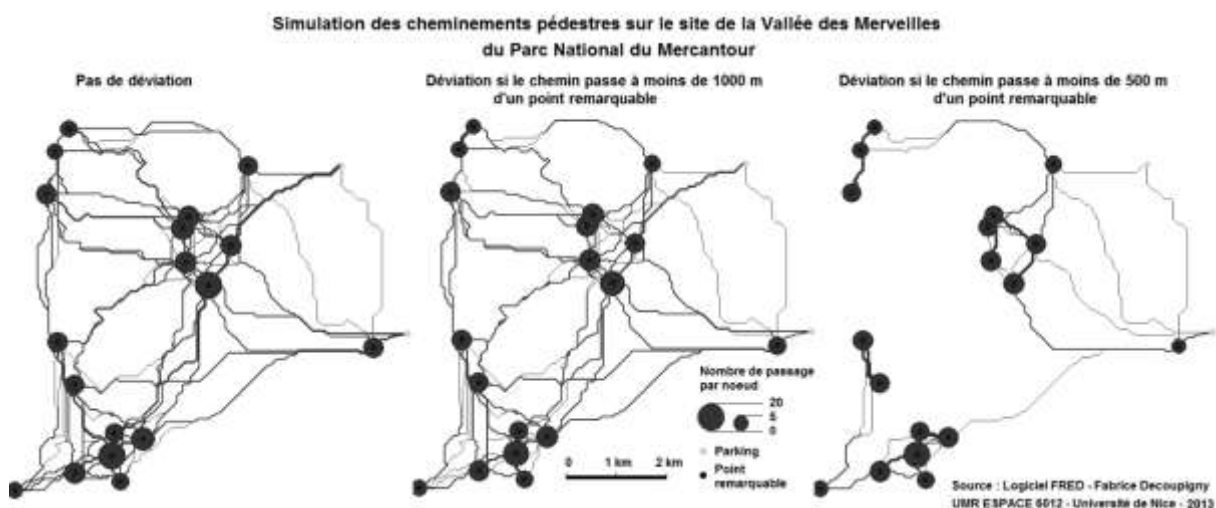 Simulation des cheminements pédestres sur le site de la Vallée des Merveilles
du Parc National du Mercantour
Pas de déviation
Déviation si le chemin passe à moins de 1000 m
d'un point remarquable
Déviation si le chemin passe à moins de 500 m
d'un point remarquable
Nombre de passage
par noeud
20
5
0
Parking
Point
remarquable
0 1 km 2 km
Source : Logiciel FRED - Fabrice Decoupigny
UMR ESPACE 6012 - Université de Nice - 2013